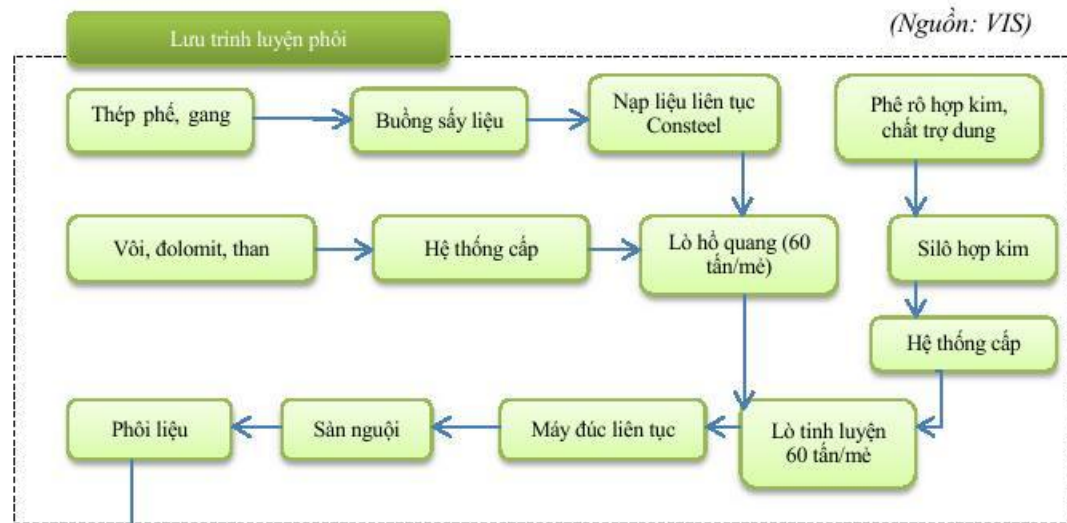 (Nguồn: VIS)
Lưu trình luyện phôi
Thép phế, gang
Buồng sấy liệu
Nạp liệu liên tục
Consteel
Phê rô hợp kim,
chất trợ dung
Vôi, đolomit, than
Hệ thống cấp
Lò hồ quang (60
tấn/mẻ)
Silô hợp kim
Hệ thống cấp
Phôi liệu
Sàn nguội
Máy đúc liên tục
Lò tinh luyện
60 tấn/mẻ